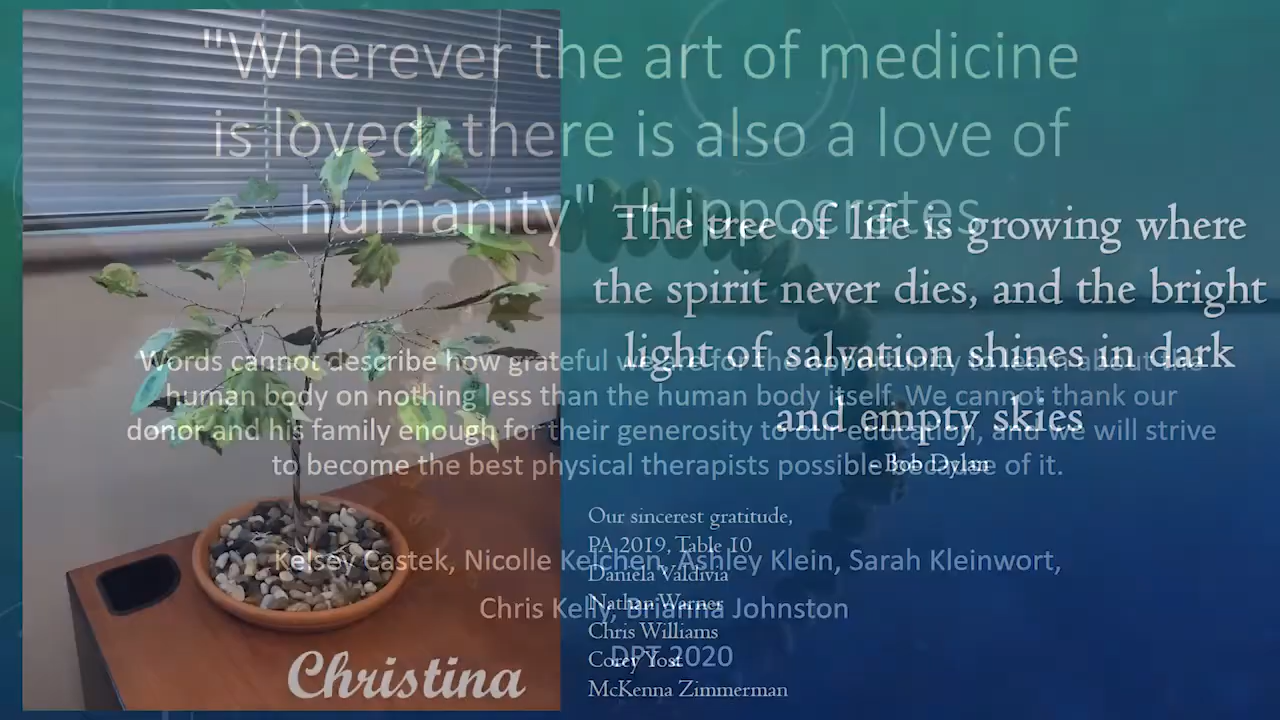 "Wherever the art of medicine
is loved, there is also a love of
humanity" -Hippocrates
The tree of life is growing where
the spirit never dies, and the bright
light of salvation shines in dark
and empty skies
- Bob Dylan
Words cannot describe how grateful we are for the opportunity to learn about the
human body on nothing less than the human body itself. We cannot thank our
donor and his family enough for their generosity to our education, and we will strive
to become the best physical therapists possible because of it.
Our sincerest gratitude,
PA 2019, Table 10
Daniela Valdivia
Nathan Warner
Chris Williams
Corey Yost
McKenna Zimmerman
Kelsey Castek, Nicolle Kelchen, Ashley Klein, Sarah Kleinwort,
Chris Kelly, Brianna Johnston
DPT 2020
Christina